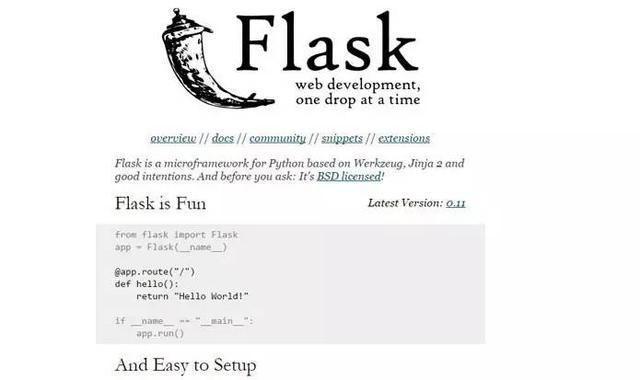 Flask
web development,
one drop at a time
overview // docs // community // snippets // extensions
Flask is a microframework for Python based on Werkzeug, Jinja 2 and
good intentions. And before you ask: It's BSD licensed!
Flask is Fun
Latest Version: 0.11
from flask import Flask
app = Flask(__name__)
@app.route("/")
def hello():
    return "Hello World!"
if __name__ == "__main__":
    app.run()
And Easy to Setup